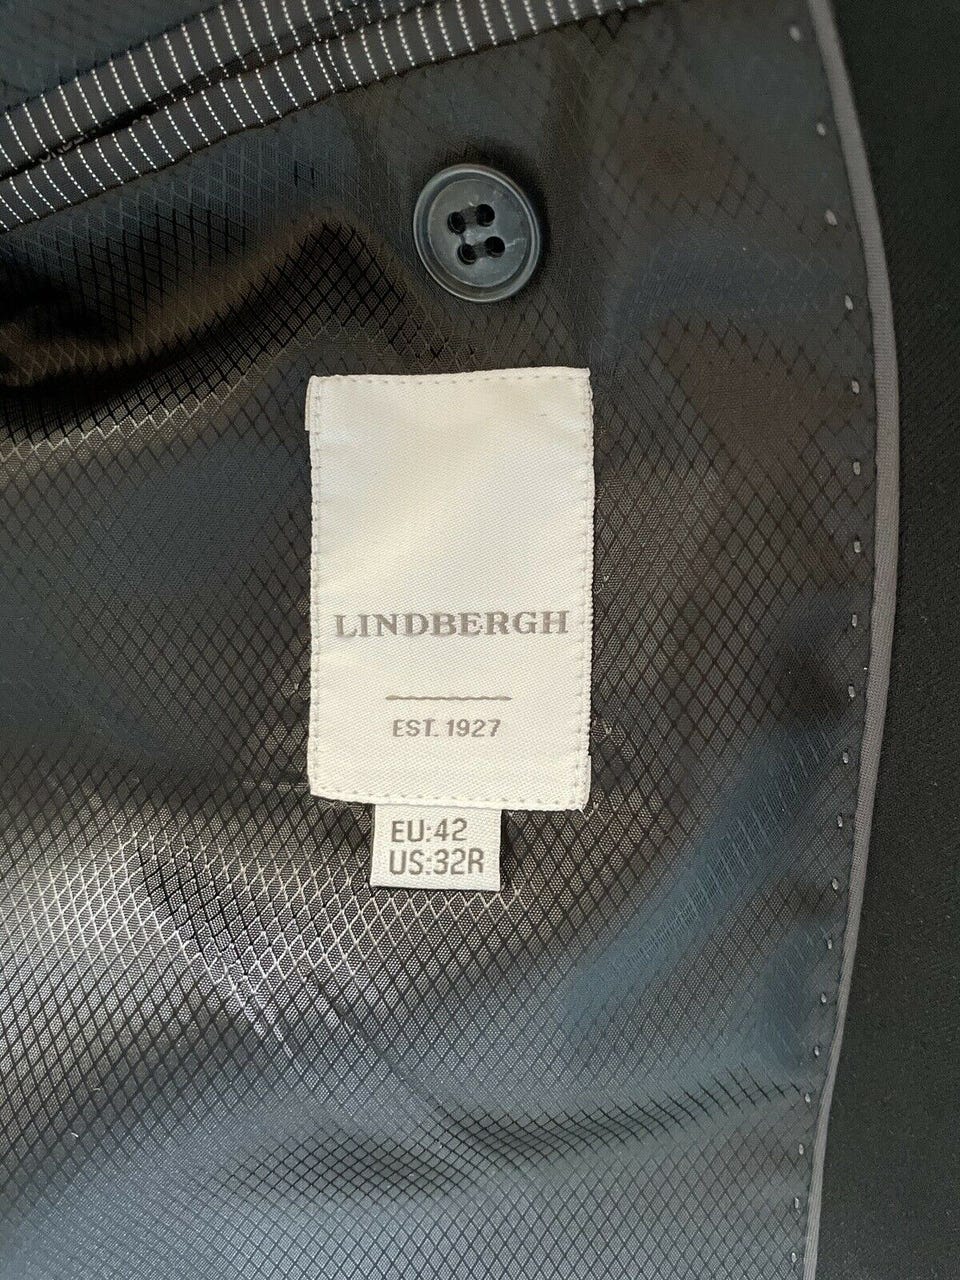 LINDBERGH
EST. 1927
EU:42
US:32R